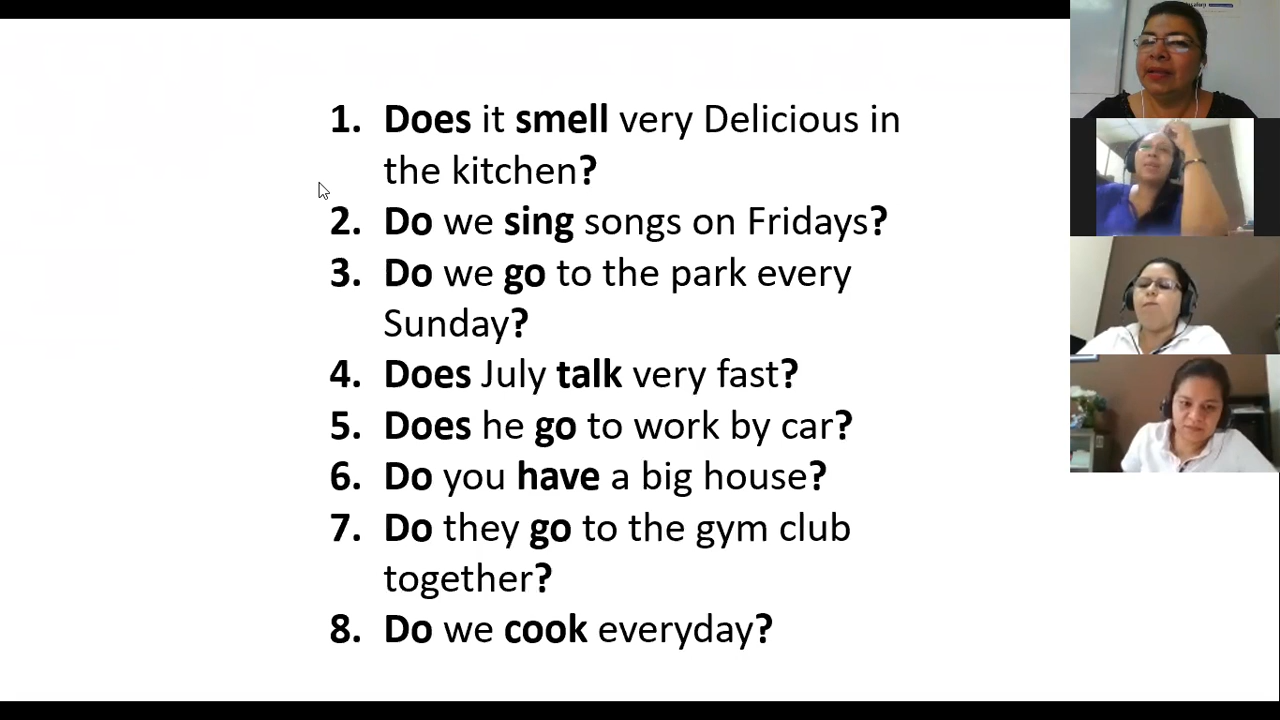 1. Does it smell very Delicious in
the kitchen?
2. Do we sing songs on Fridays?
3. Do we go to the park every
Sunday?
4. Does July talk very fast?
5. Does he go to work by car?
6. Do you have a big house?
7. Do they go to the gym club
together?
8. Do we cook everyday?